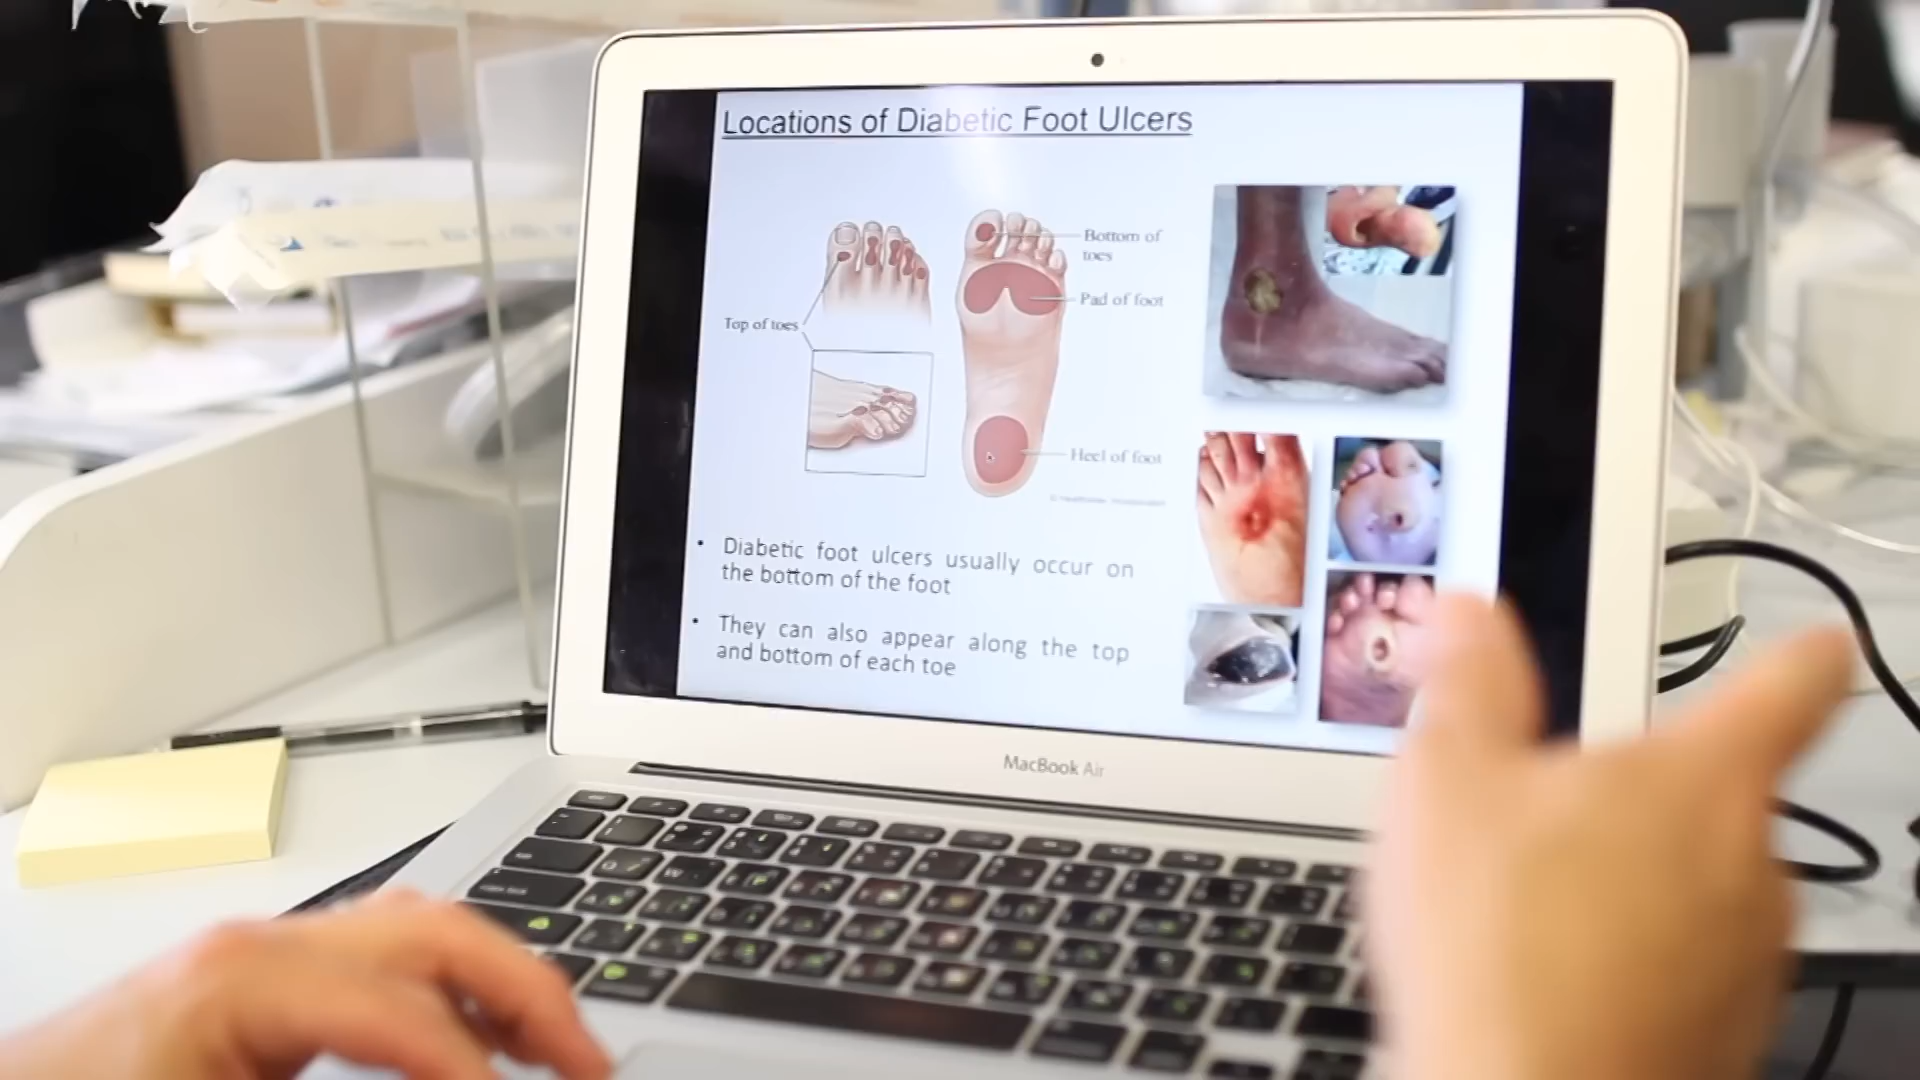 Locations of Diabetic Foot Ulcers
Bottom of
toes
Pad of foot
Top of toes
Heel of foot
• Diabetic foot ulcers usually occur on
the bottom of the foot
• They can also appear along the top
and bottom of each toe
MacBook Air